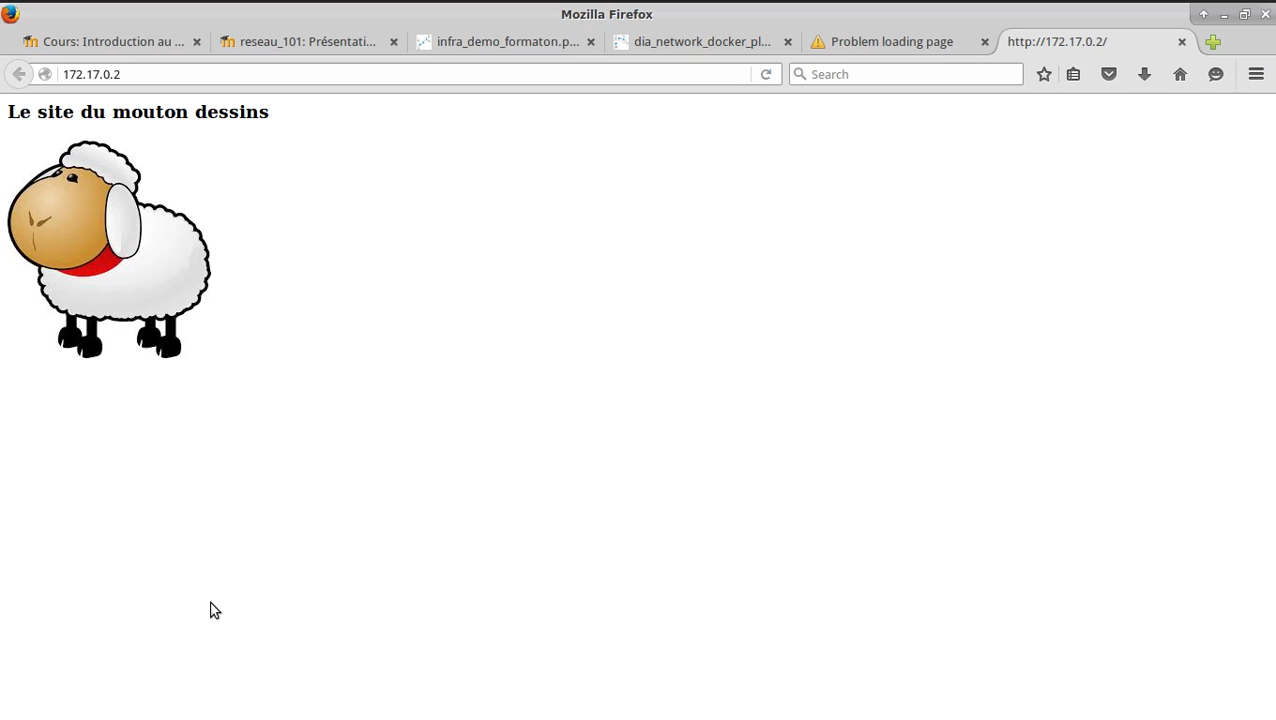 Mozilla Firefox
Cours: Introduction au ...
reseau_101: Présentati...
infra_demo_formaton.p...
dia_network_docker_pl...
Problem loading page
http://172.17.0.2/
172.17.0.2
Search
Le site du mouton dessins